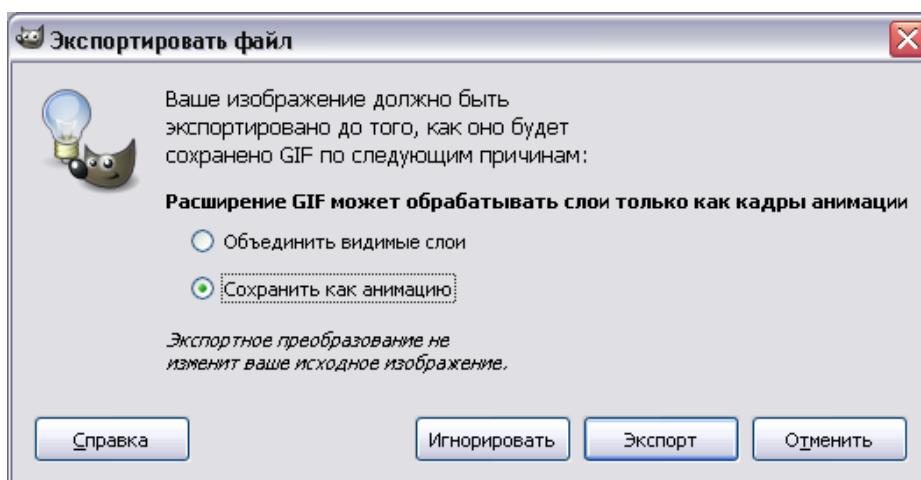 Экспортировать файл
Ваше изображение должно быть
экспортировано до того, как оно будет
сохранено GIF по следующим причинам:
Расширение GIF может обрабатывать слои только как кадры анимации
Объединить видимые слои
Сохранить как анимацию
Экспортное преобразование не
изменит ваше исходное изображение.
Справка
Игнорировать
Экспорт
Отменить